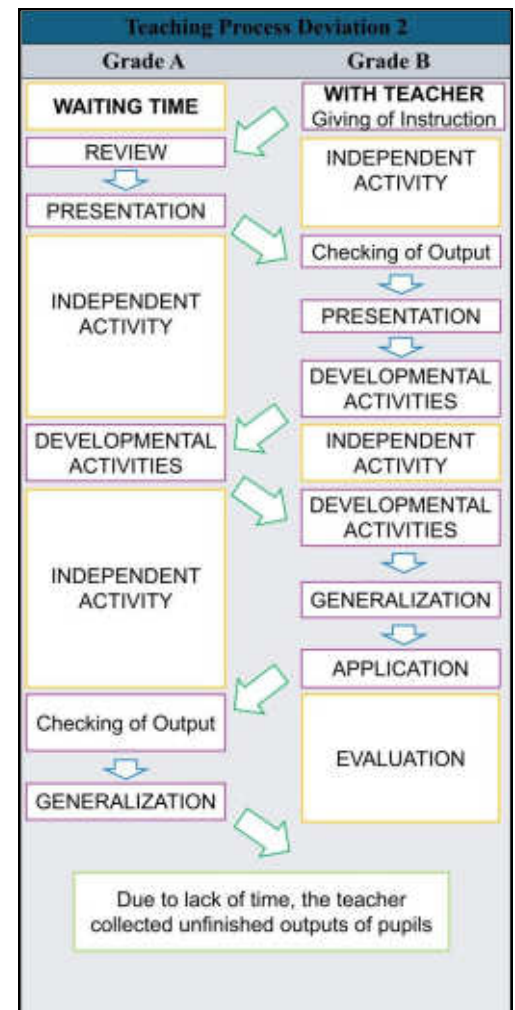 Teaching Process Deviation 2
Grade A
Grade B
WAITING TIME
WITH TEACHER
Giving of Instruction
REVIEW
INDEPENDENT
ACTIVITY
PRESENTATION
Checking of Output
INDEPENDENT
ACTIVITY
PRESENTATION
DEVELOPMENTAL
ACTIVITIES
DEVELOPMENTAL
ACTIVITIES
INDEPENDENT
ACTIVITY
DEVELOPMENTAL
ACTIVITIES
INDEPENDENT
ACTIVITY
GENERALIZATION
APPLICATION
Checking of Output
EVALUATION
GENERALIZATION
Due to lack of time, the teacher
collected unfinished outputs of pupils